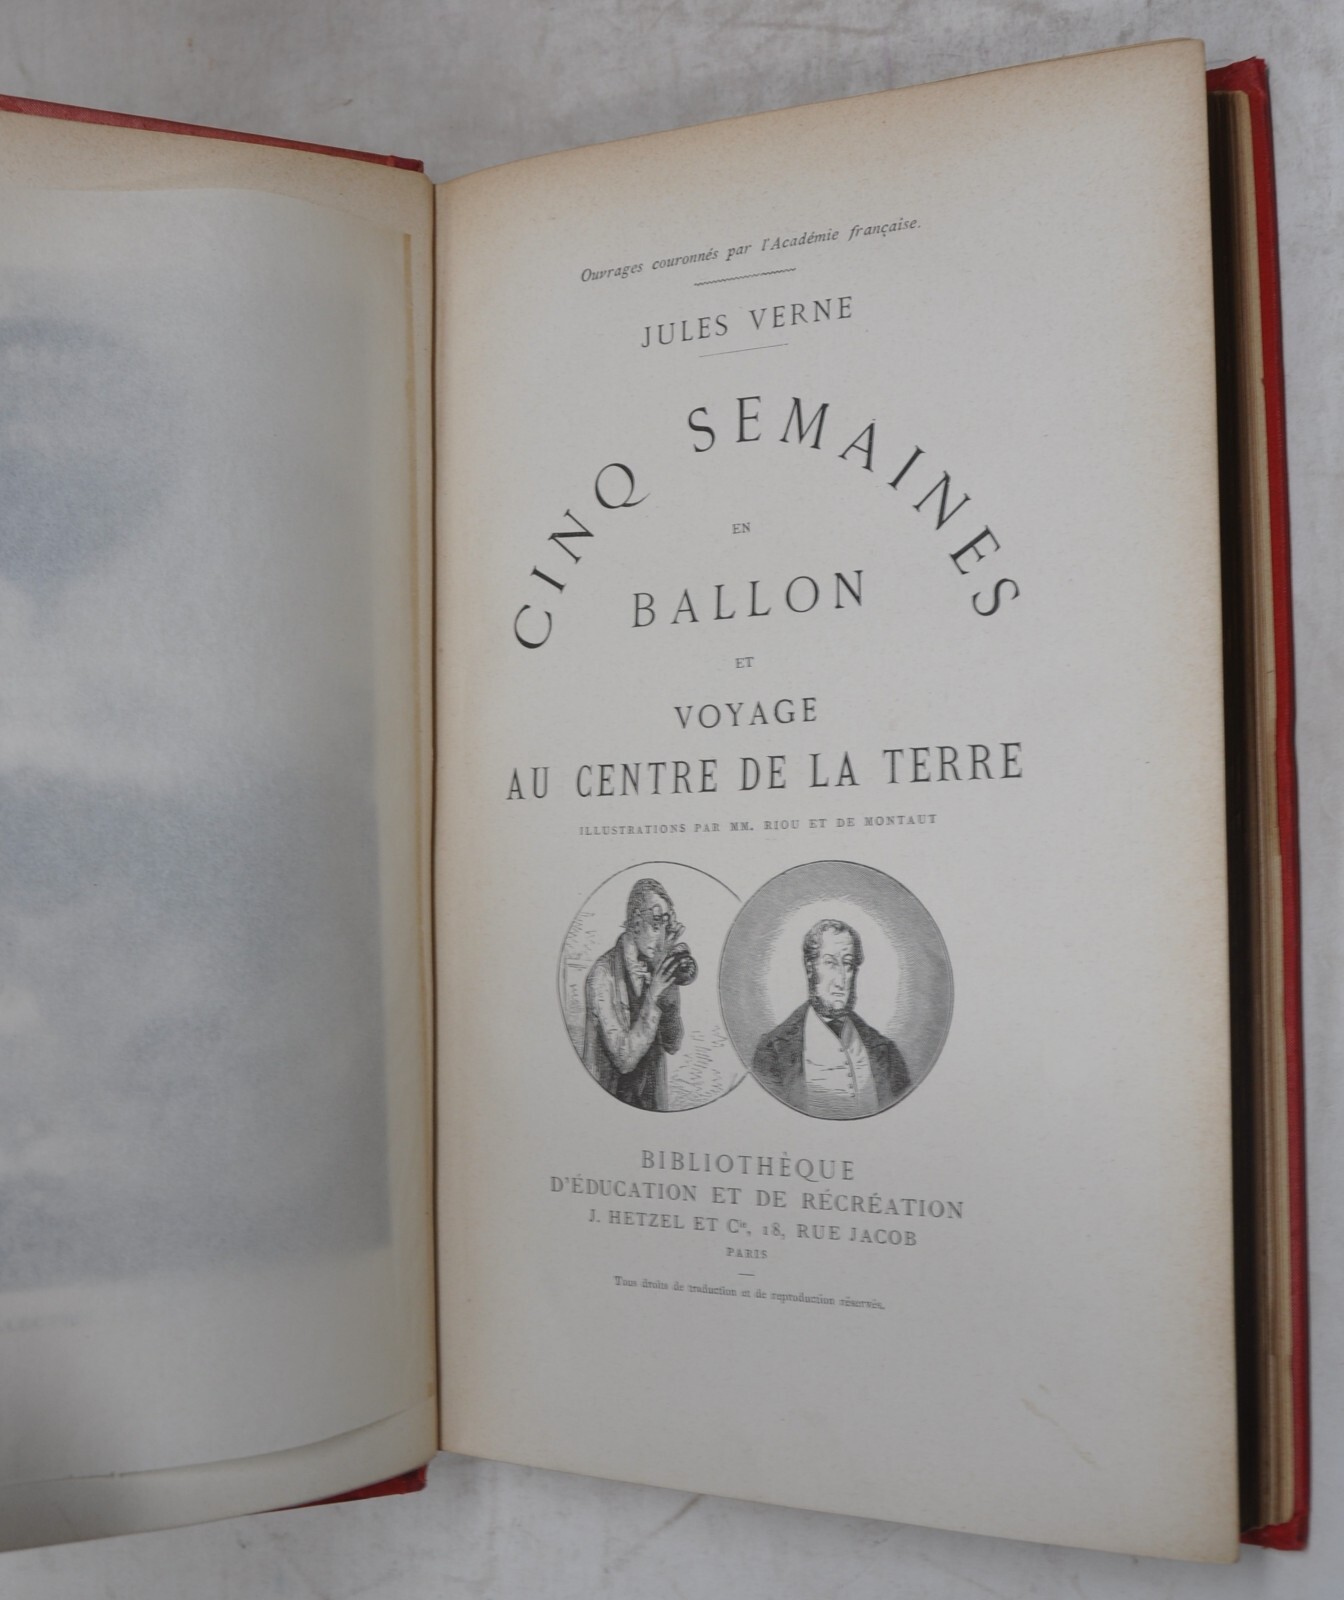 Ouvrages couronnés par l'Académie française.
JULES VERNE
CINQ SEMAINES
EN
BALLON
ET
VOYAGE
AU CENTRE DE LA TERRE
ILLUSTRATIONS PAR MM. RIOU ET DE MONTAUT
BIBLIOTHÈQUE
D'ÉDUCATION ET DE RÉCRÉATION
J. HETZEL ET Cie, 18, RUE JACOB
PARIS
Tous droits de traduction et de reproduction réservés.